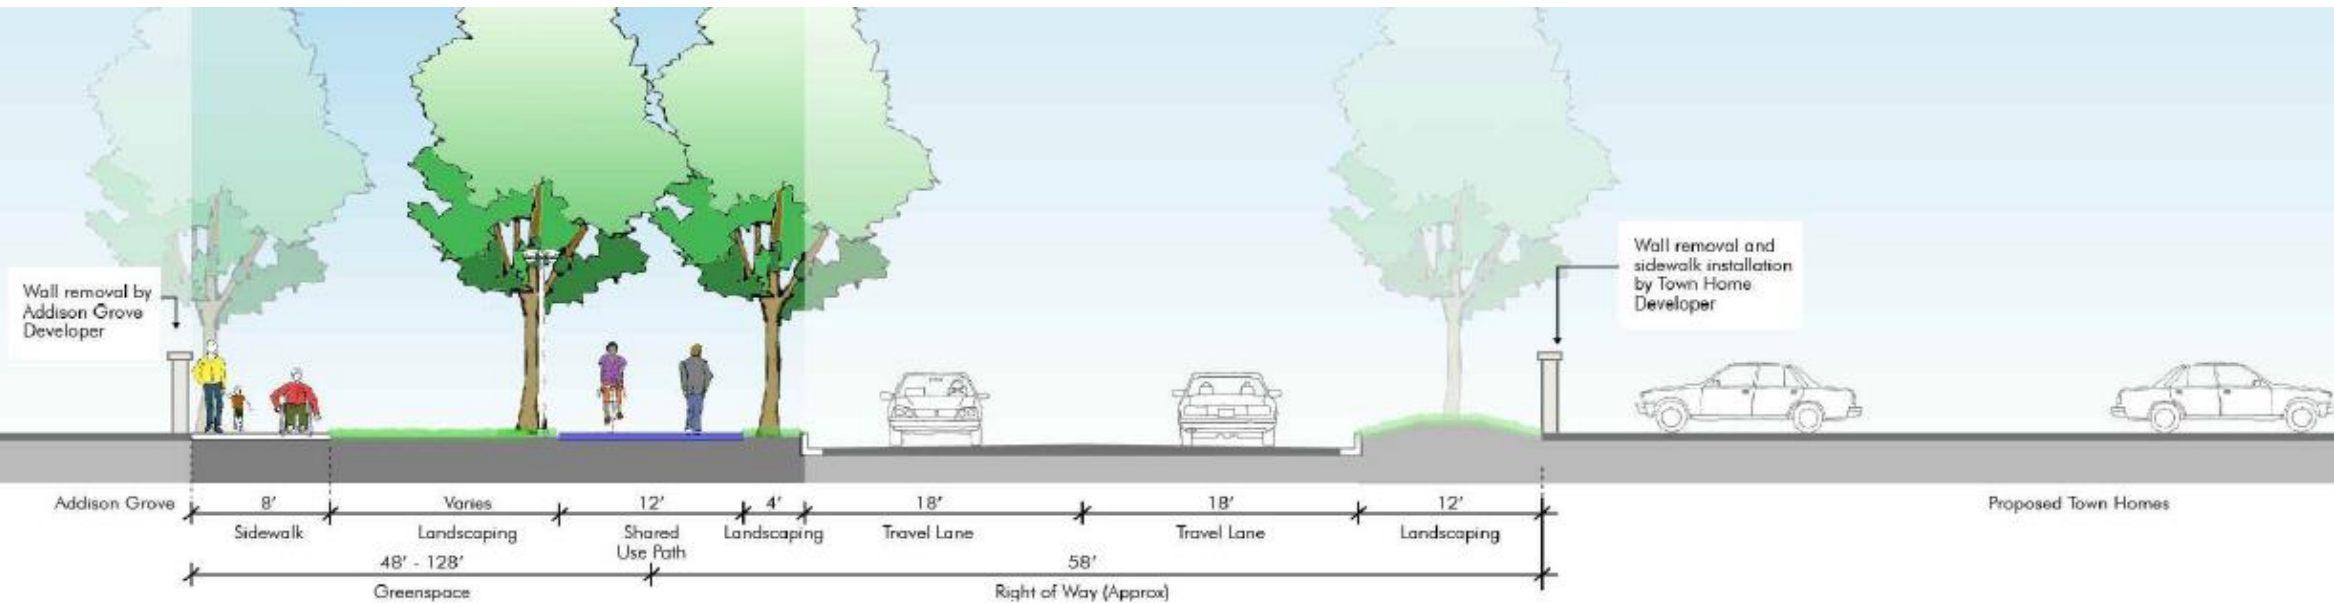 Wall removal by
Addison Grove
Developer
Wall removal and
sidewalk installation
by Town Home
Developer
Addison Grove
8'
Varies
12'
4'
18'
18'
12'
Proposed Town Homes
Sidewalk
Landscaping
Shared
Use Path
Landscaping
Travel Lane
Travel Lane
Landscaping
48' - 128'
58'
Greenspace
Right of Way (Approx)